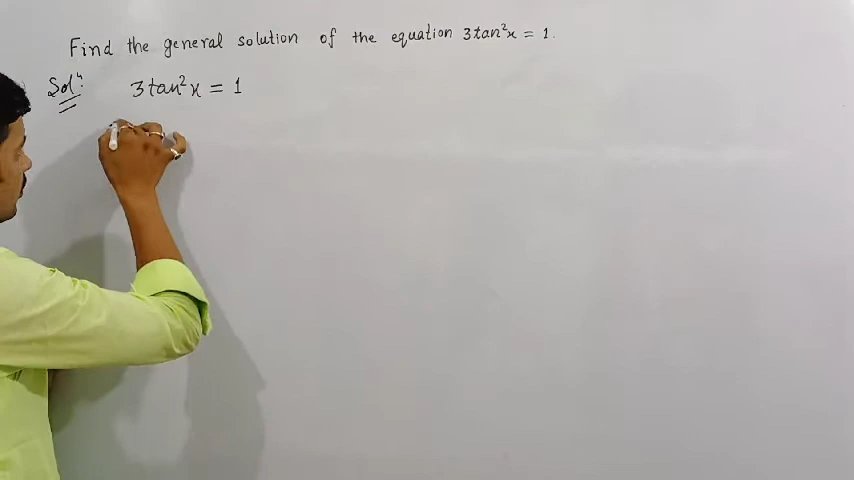 Find the general solution of the equation 3tan²x = 1.
Solⁿ: 3tan²x = 1